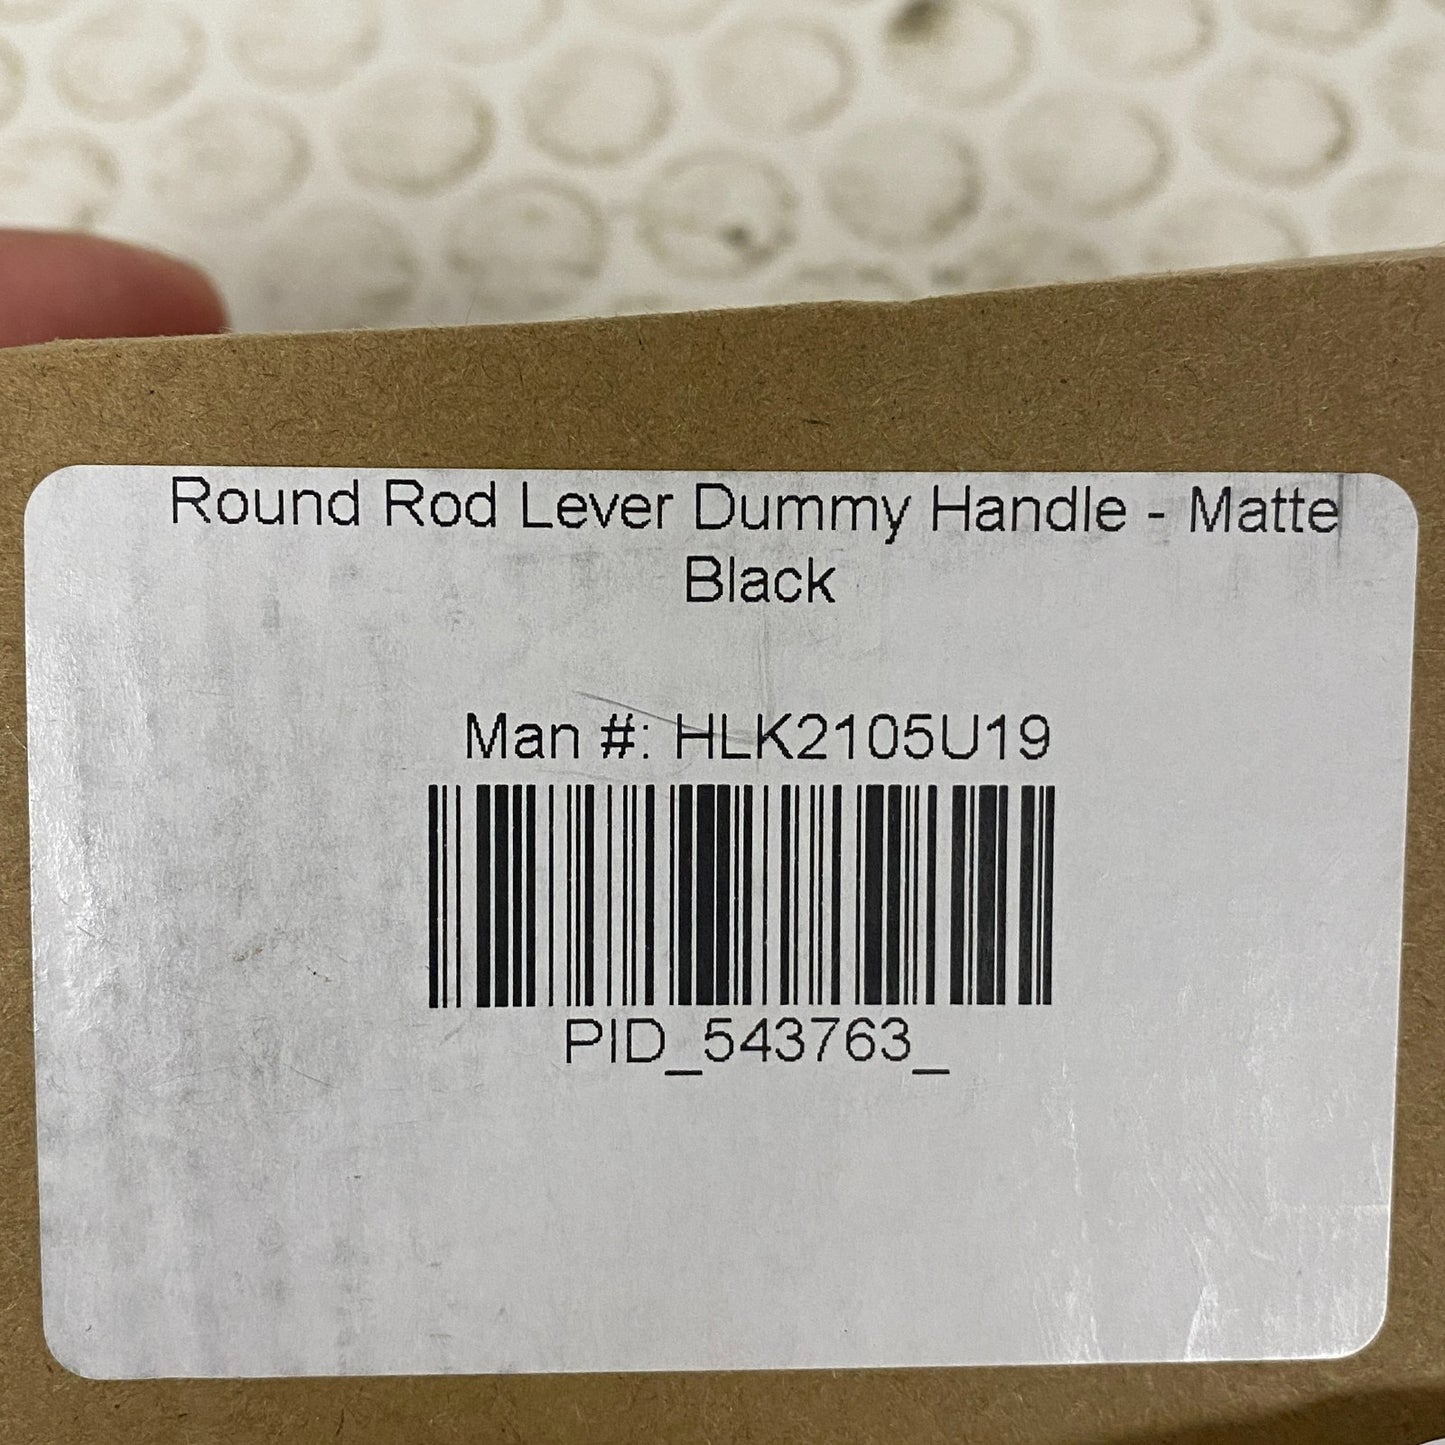 Round Rod Lever Dummy Handle - Matte
Black
Man #: HLK2105U19
PID_543763_